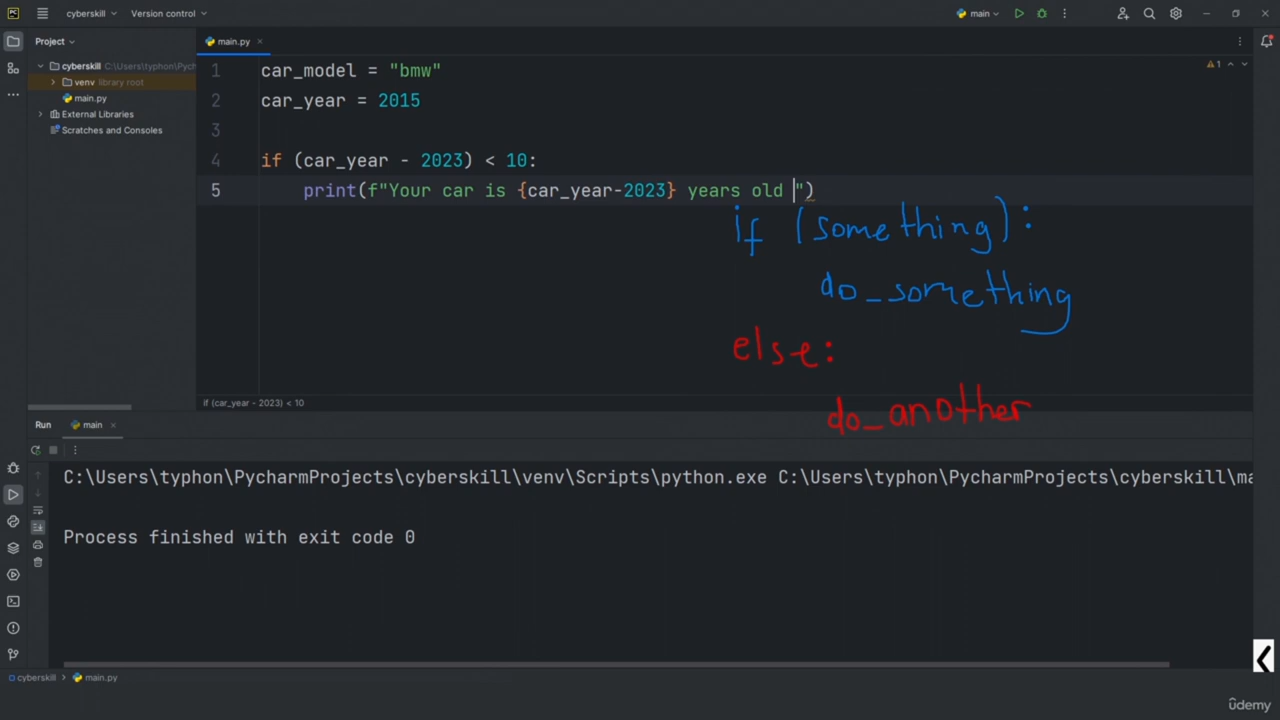 cyberskill
Version control
main
Project
main.py
cyberskill C:\Users\typhon\Pych
venv library root
main.py
External Libraries
Scratches and Consoles
1 car_model = "bmw"
2 car_year = 2015
3
4 if (car_year - 2023) < 10:
5 print(f"Your car is {car_year-2023} years old ")
1
if (something):
do_something
else:
do_another
if (car_year - 2023) < 10
Run
main
C:\Users\typhon\PycharmProjects\cyberskill\venv\Scripts\python.exe C:\Users\typhon\PycharmProjects\cyberskill\ma
Process finished with exit code 0
cyberskill > main.py
ûdemy